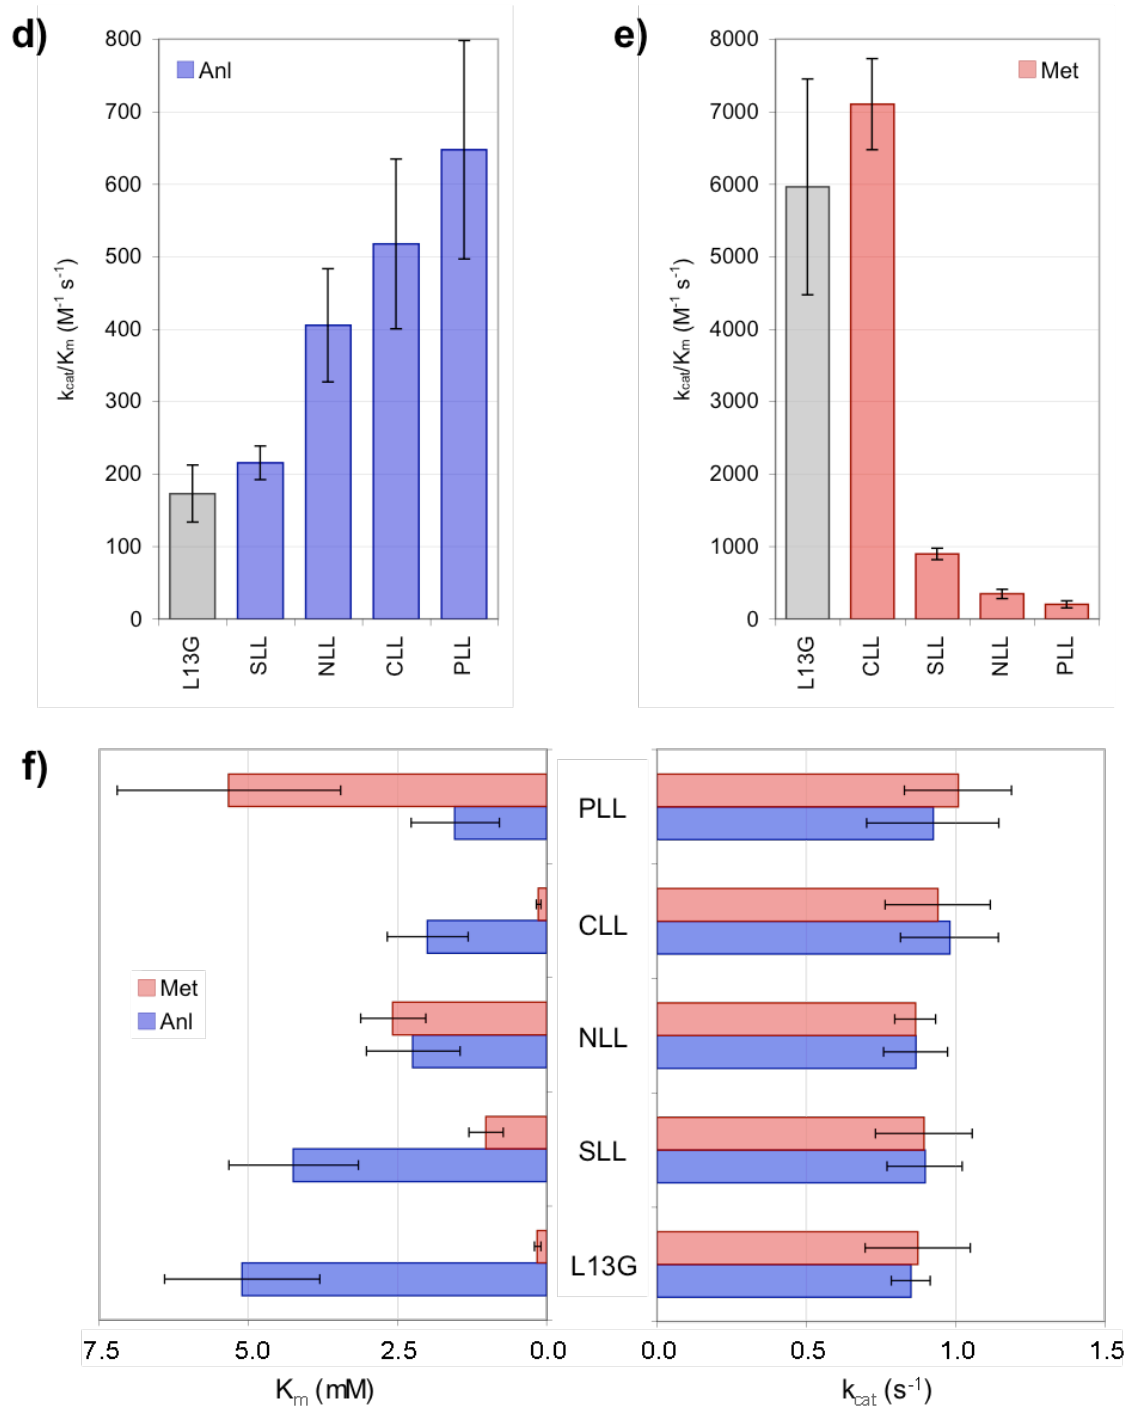 d)
800
700
600
500
400
300
200
100
0
Anl
kcat/Km (M-1 s-1)
L13G
SLL
NLL
CLL
PLL
e)
8000
7000
6000
5000
4000
3000
2000
1000
0
Met
kcat/Km (M-1 s-1)
L13G
CLL
SLL
NLL
PLL
f)
PLL
CLL
NLL
SLL
L13G
Met
Anl
7.5 5.0 2.5 0.0
Km (mM)
0.0 0.5 1.0 1.5
kcat (s-1)